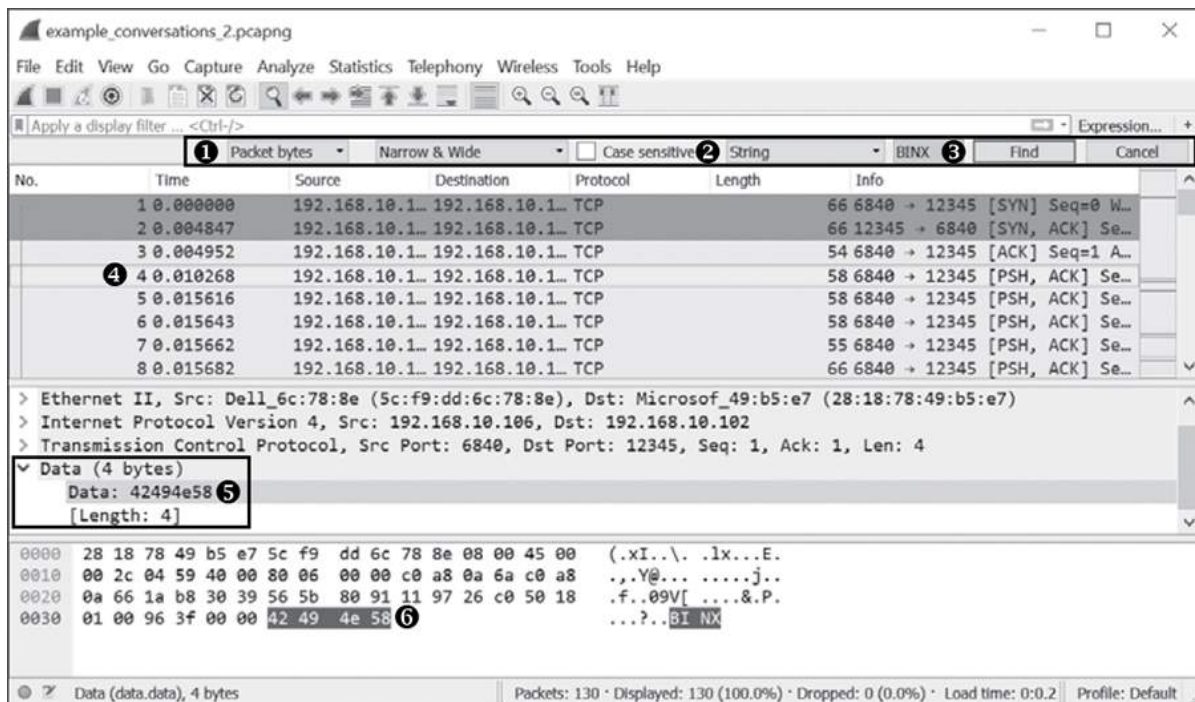 example_conversations_2.pcapng
File Edit View Go Capture Analyze Statistics Telephony Wireless Tools Help
Apply a display filter ... <Ctrl-/> Expression... +
❶ Packet bytes Narrow & Wide Case sensitive ❷ String BINX ❸ Find Cancel
No. Time Source Destination Protocol Length Info
1 0.000000 192.168.10.1… 192.168.10.1… TCP 66 6840 → 12345 [SYN] Seq=0 W…
2 0.004847 192.168.10.1… 192.168.10.1… TCP 66 12345 → 6840 [SYN, ACK] Se…
3 0.004952 192.168.10.1… 192.168.10.1… TCP 54 6840 → 12345 [ACK] Seq=1 A…
❹ 4 0.010268 192.168.10.1… 192.168.10.1… TCP 58 6840 → 12345 [PSH, ACK] Se…
5 0.015616 192.168.10.1… 192.168.10.1… TCP 58 6840 → 12345 [PSH, ACK] Se…
6 0.015643 192.168.10.1… 192.168.10.1… TCP 58 6840 → 12345 [PSH, ACK] Se…
7 0.015662 192.168.10.1… 192.168.10.1… TCP 55 6840 → 12345 [PSH, ACK] Se…
8 0.015682 192.168.10.1… 192.168.10.1… TCP 66 6840 → 12345 [PSH, ACK] Se…
> Ethernet II, Src: Dell_6c:78:8e (5c:f9:dd:6c:78:8e), Dst: Microsof_49:b5:e7 (28:18:78:49:b5:e7)
> Internet Protocol Version 4, Src: 192.168.10.106, Dst: 192.168.10.102
> Transmission Control Protocol, Src Port: 6840, Dst Port: 12345, Seq: 1, Ack: 1, Len: 4
Data (4 bytes)
Data: 42494e58 ❺
[Length: 4]
0000 28 18 78 49 b5 e7 5c f9 dd 6c 78 8e 08 00 45 00 (.xI..\. .lx...E.
0010 00 2c 04 59 40 00 80 06 00 00 c0 a8 0a 6a c0 a8 .,.Y@... .....j..
0020 0a 66 1a b8 30 39 56 5b 80 91 11 97 26 c0 50 18 .f..09V[ ....&.P.
0030 01 00 96 3f 00 00 42 49 4e 58 ❻ ...?..BI NX
Data (data.data), 4 bytes Packets: 130 · Displayed: 130 (100.0%) · Dropped: 0 (0.0%) · Load time: 0:0.2 Profile: Default